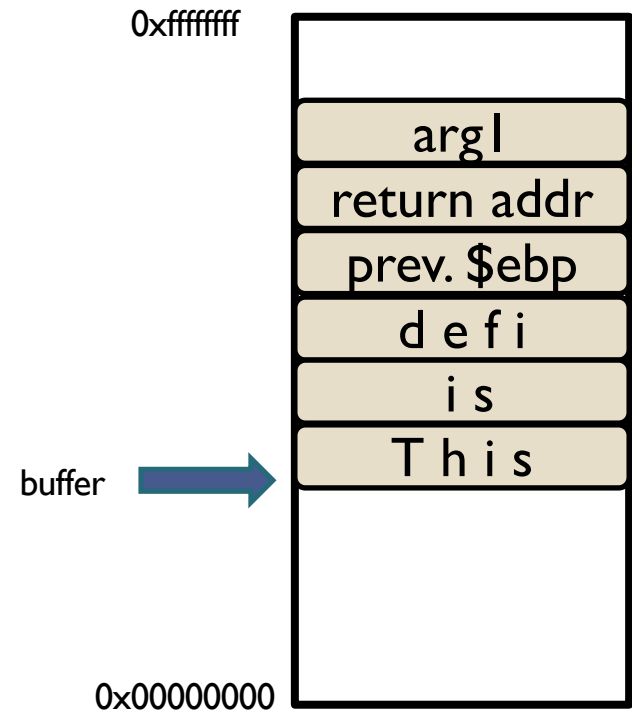 0xffffffff
arg1
return addr
prev. $ebp
d e f i
i s
T h i s
buffer
0x00000000